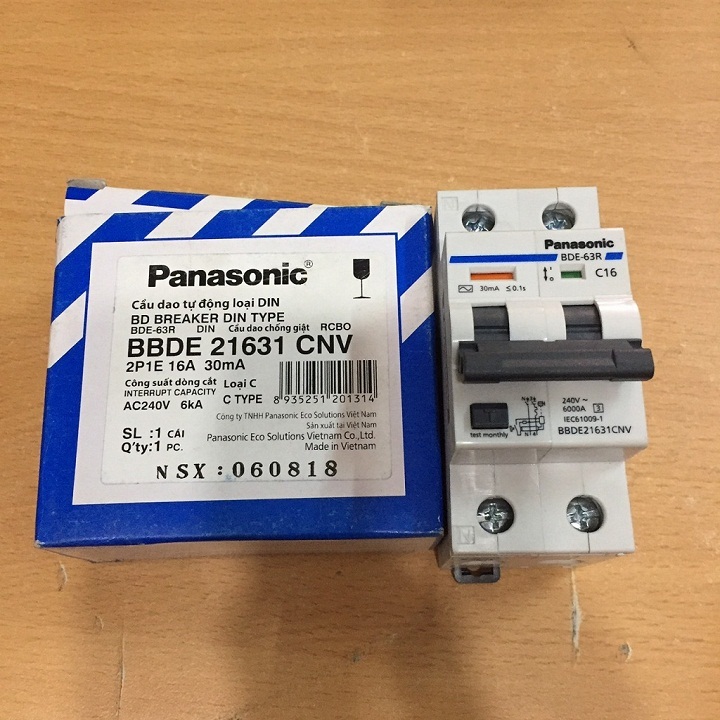 Panasonic®
Cầu dao tự động loại DIN
BD BREAKER DIN TYPE
BDE-63R DIN Cầu dao chống giật RCBO
BBDE 21631 CNV
2P1E 16A 30mA
Công suất dòng cắt Loại C
INTERRUPT CAPACITY
AC240V 6kA C TYPE
8 935251 201314
Công ty TNHH Panasonic Eco Solutions Việt Nam
Sản xuất tại Việt Nam
SL :1 CÁI
Panasonic Eco Solutions Vietnam Co.,Ltd.
Q'ty:1 PC.
Made in Vietnam
NSX : 060818
Panasonic
BDE-63R
C16
30mA ≤0.1s
240V~
6000A 3
IEC61009-1
test monthly
BBDE21631CNV